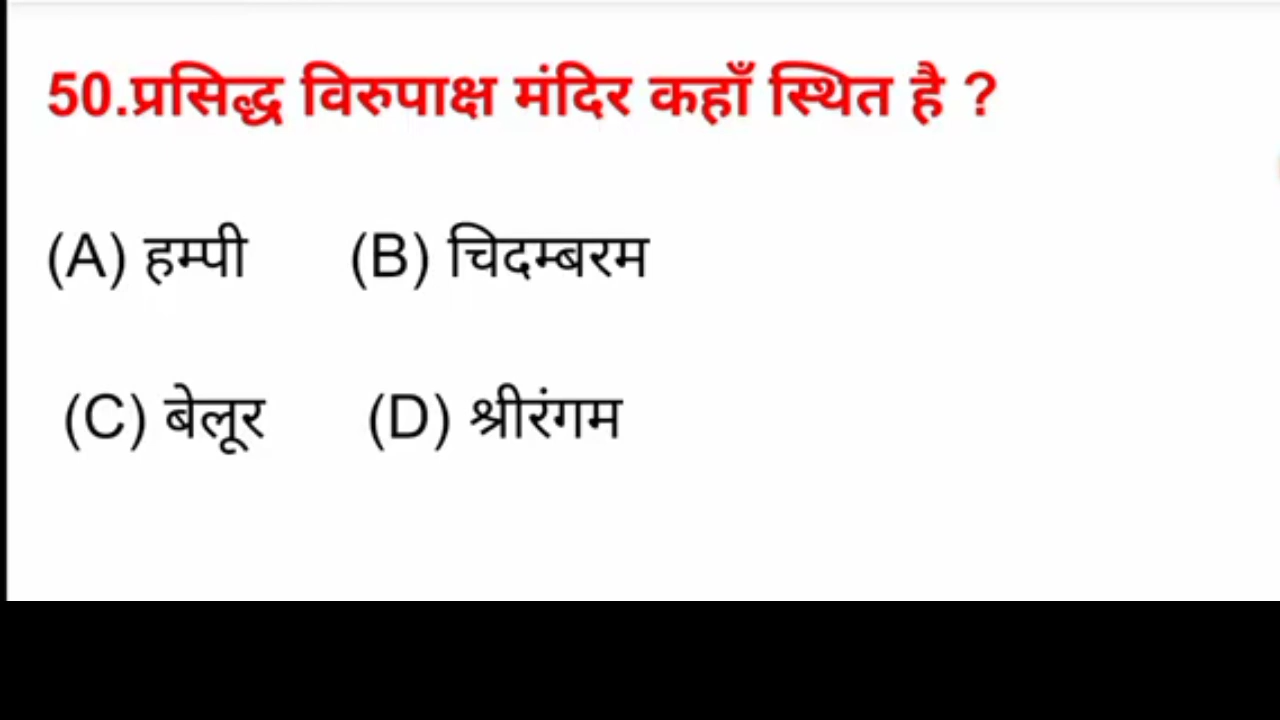 50.प्रसिद्ध विरुपाक्ष मंदिर कहाँ स्थित है ?
(A) हम्पी (B) चिदम्बरम
(C) बेलूर (D) श्रीरंगम